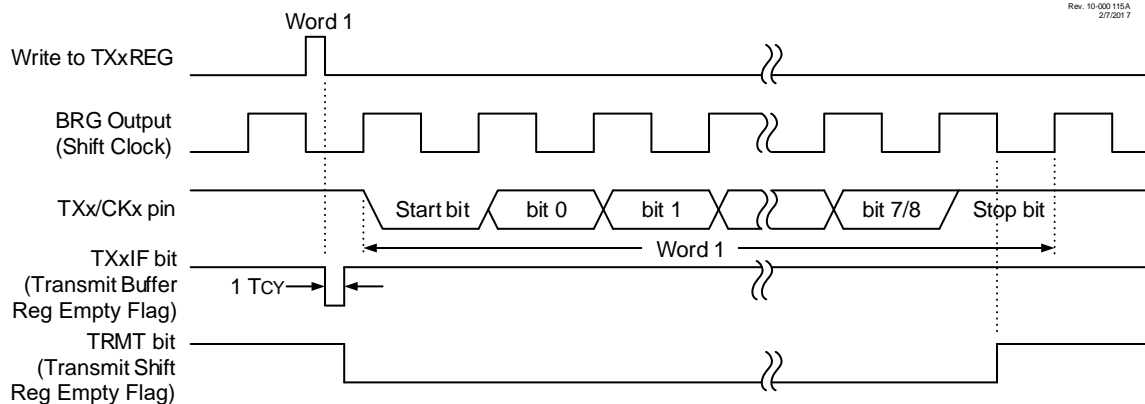 Rev. 10-000 115A
2/7/201 7
Word 1
Write to TXxREG
BRG Output
(Shift Clock)
TXx/CKx pin
Start bit
bit 0
bit 1
bit 7/8
Stop bit
Word 1
TXxIF bit
(Transmit Buffer
Reg Empty Flag)
1 TCY
TRMT bit
(Transmit Shift
Reg Empty Flag)